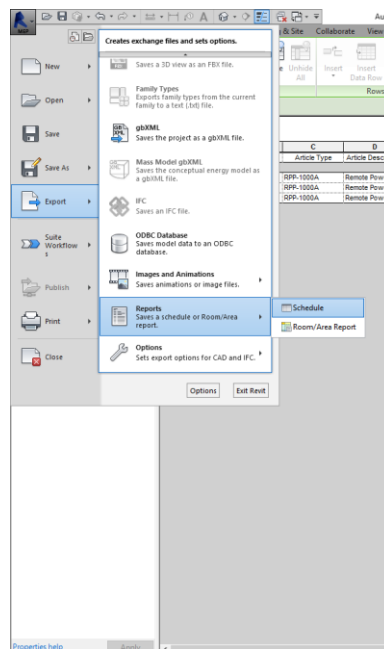 Au
MSF
& Site Collaborate View
Creates exchange files and sets options.
Saves a 3D view as an FBX file.
New
Open
Save
Save As
Export
Suite
Workflow
s
Publish
Print
Close
Family Types
Exports family types from the current
family to a text (.txt) file.
gbXML
Saves the project as a gbXML file.
Mass Model gbXML
Saves the conceptual energy model as
a gbXML file.
IFC
Saves an IFC file.
ODBC Database
Saves model data to an ODBC
database.
Images and Animations
Saves animations or image files.
Reports
Saves a schedule or Room/Area
report.
Options
Sets export options for CAD and IFC.
Schedule
Room/Area Report
Options Exit Revit
Unhide
All
Insert
Insert
Data Row
Rows
C D
Article Type Article Desc
RPP-1000A Remote Pow
RPP-1000A Remote Pow
RPP-1000A Remote Pow
Properties help Apply